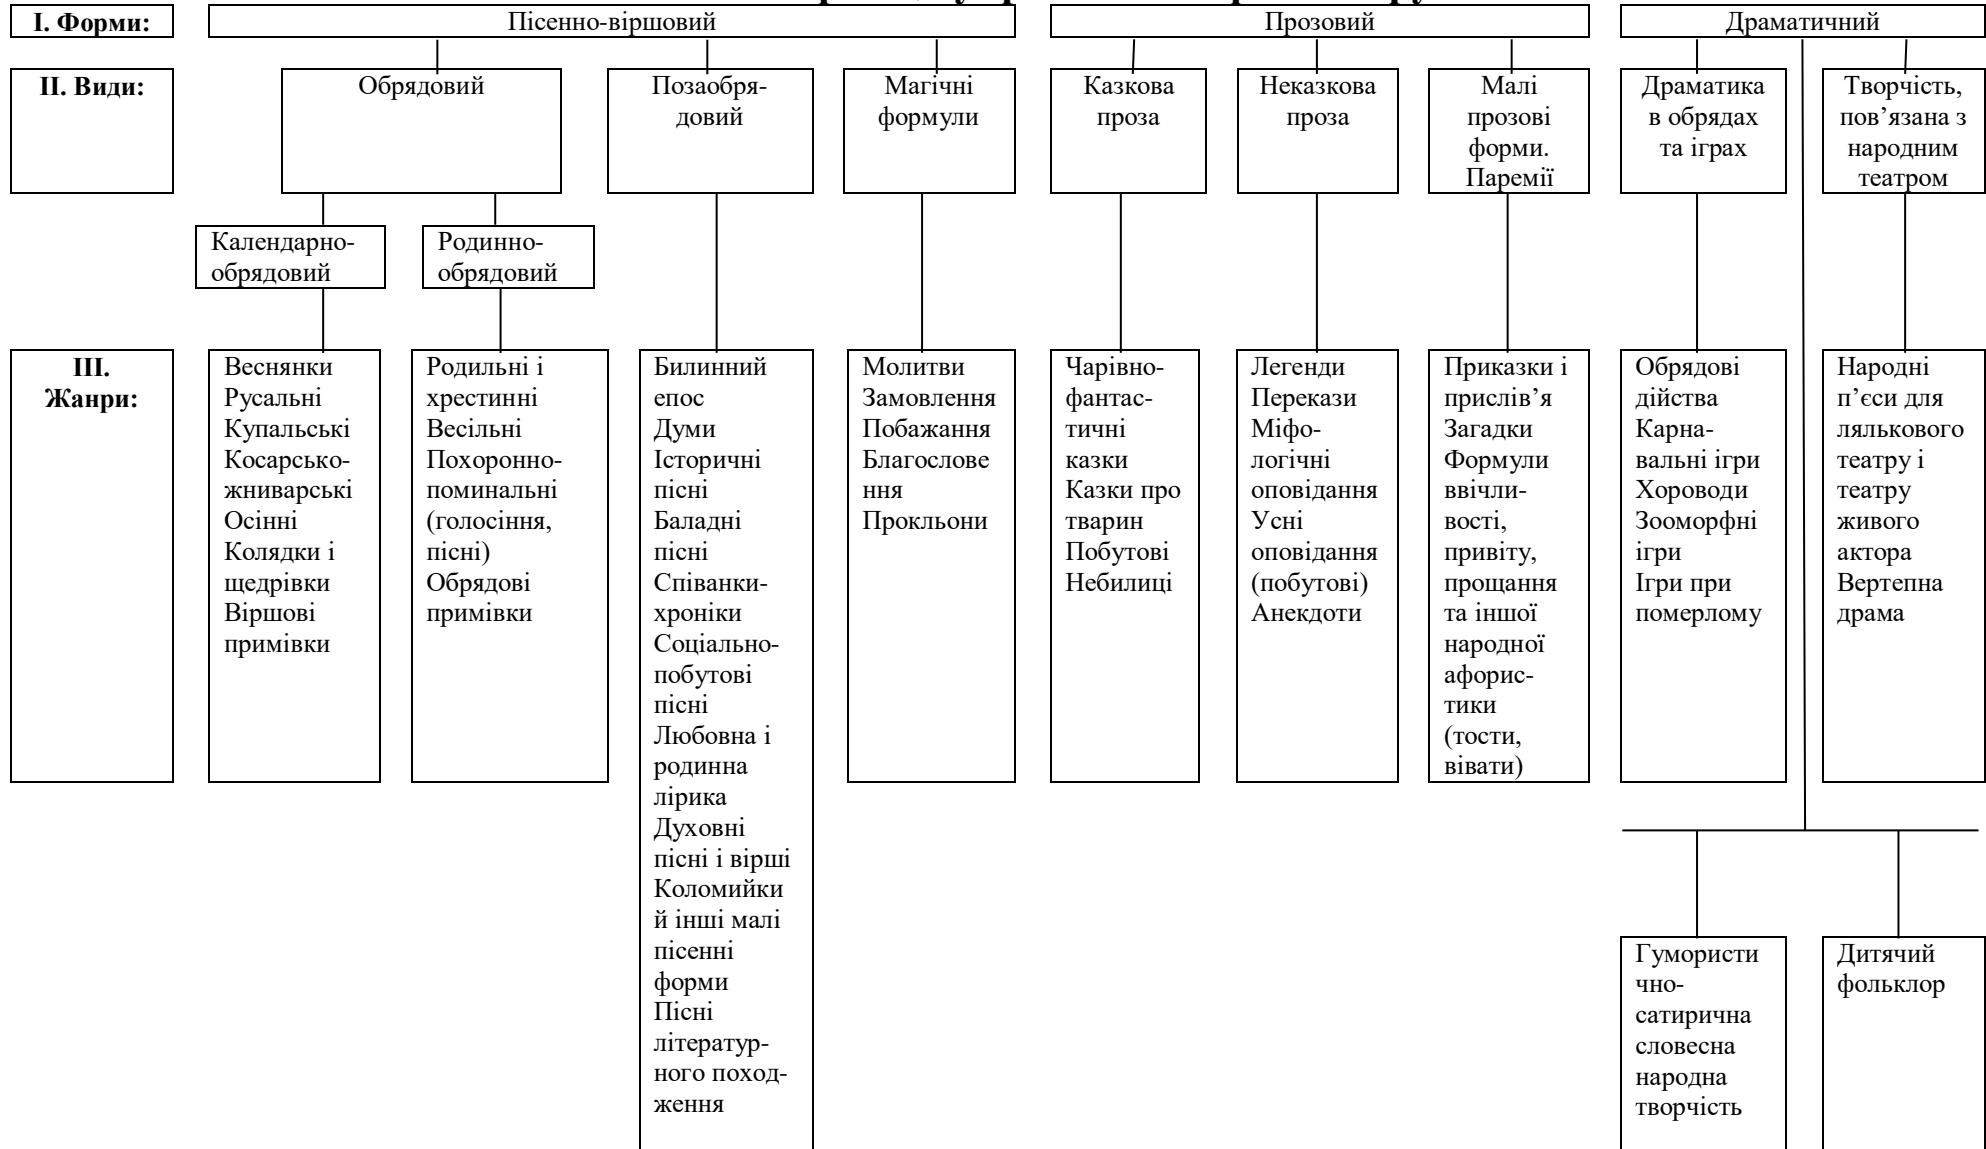 І. Форми:
Пісенно-віршовий
Прозовий
Драматичний
ІІ. Види:
Обрядовий
Позаобря-
довий
Магічні
формули
Казкова
проза
Неказкова
проза
Малі
прозові
форми.
Паремії
Драматика
в обрядах
та іграх
Творчість,
пов’язана з
народним
театром
Календарно-
обрядовий
Родинно-
обрядовий
ІІІ.
Жанри:
Веснянки
Русальні
Купальські
Косарсько-
жниварські
Осінні
Колядки і
щедрівки
Віршові
примівки
Родильні і
хрестинні
Весільні
Похоронно-
поминальні
(голосіння,
пісні)
Обрядові
примівки
Билинний
епос
Думи
Історичні
пісні
Баладні
пісні
Співанки-
хроніки
Соціально-
побутові
пісні
Любовна і
родинна
лірика
Духовні
пісні і вірші
Коломийки
й інші малі
пісенні
форми
Пісні
літератур-
ного поход-
ження
Молитви
Замовлення
Побажання
Благослове
ння
Прокльони
Чарівно-
фантас-
тичні
казки
Казки про
тварин
Побутові
Небилиці
Легенди
Перекази
Міфо-
логічні
оповідання
Усні
оповідання
(побутові)
Анекдоти
Приказки і
прислів’я
Загадки
Формули
ввічли-
вості,
привіту,
прощання
та іншої
народної
афорис-
тики
(тости,
віvати)
Обрядові
дійства
Карна-
вальні ігри
Хороводи
Зооморфні
ігри
Ігри при
померлому
Народні
п’єси для
лялькового
театру і
театру
живого
актора
Вертепна
драма
Гумористи
чно-
сатирична
словесна
народна
творчість
Дитячий
фольклор